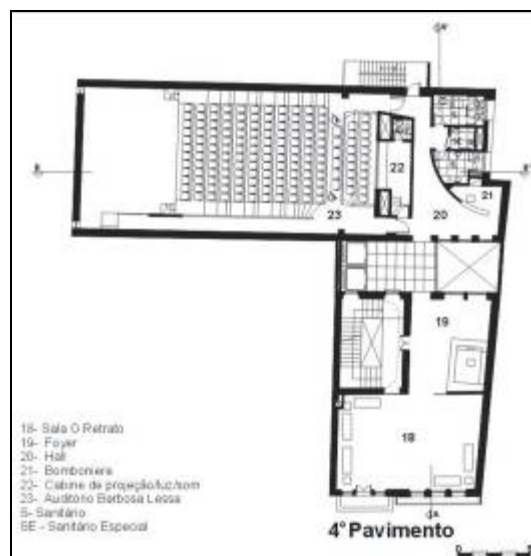 22
21
20
23
19
18
18- Sala O Retrato
19- Foyer
20- Hall
21- Bomboniere
22- Cabine de projeção/luz/som
23- Auditório Barbosa Lessa
S- Sanitário
SE - Sanitário Especial
4° Pavimento